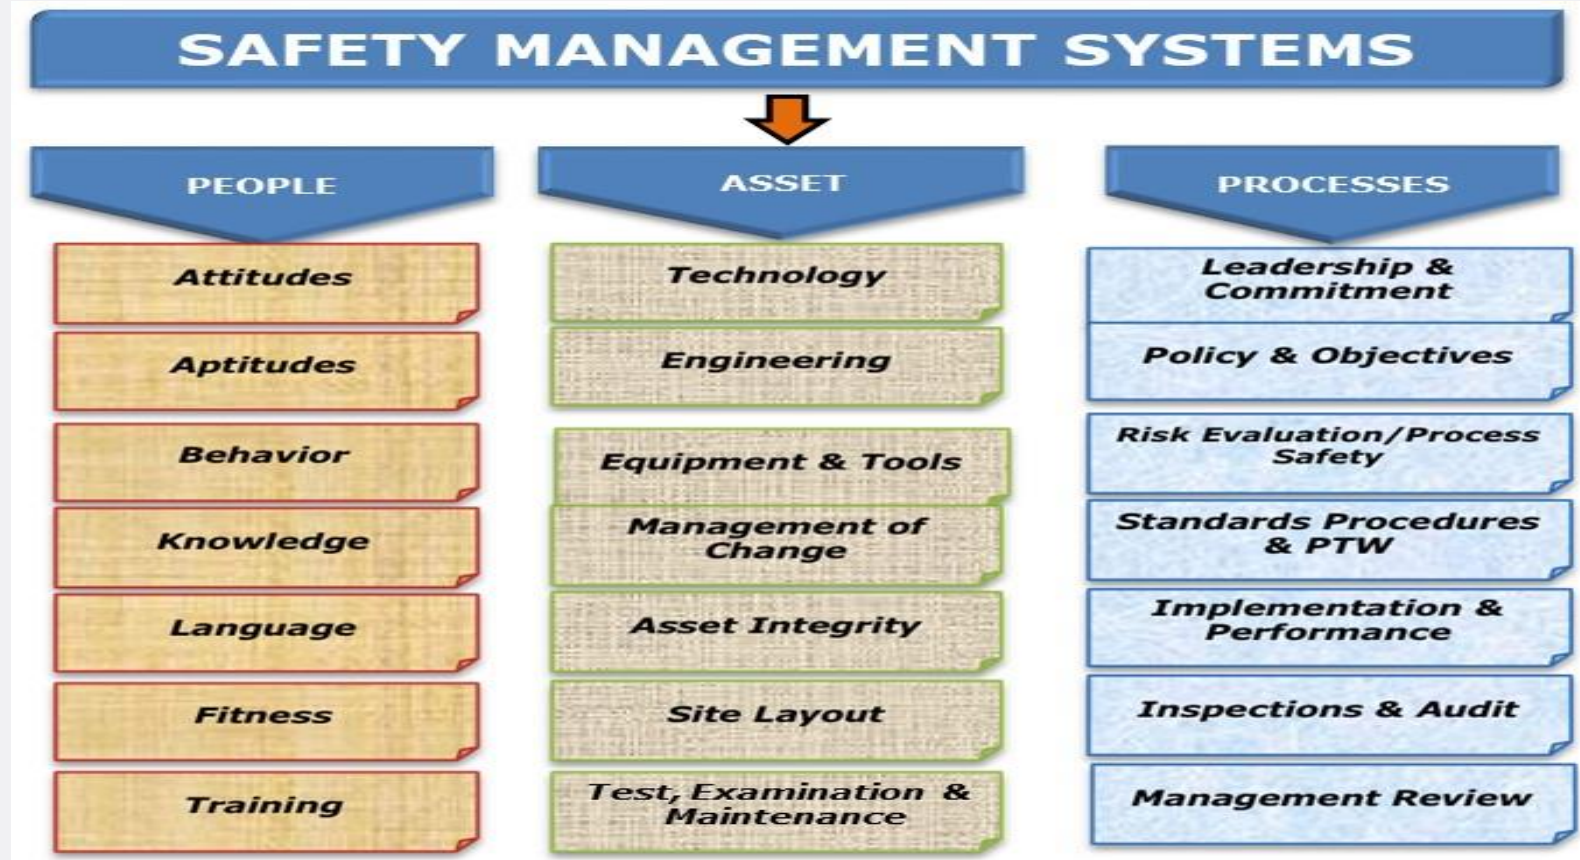 SAFETY MANAGEMENT SYSTEMS
PEOPLE
Attitudes
Aptitudes
Behavior
Knowledge
Language
Fitness
Training
ASSET
Technology
Engineering
Equipment & Tools
Management of
Change
Asset Integrity
Site Layout
Test, Examination &
Maintenance
PROCESSES
Leadership &
Commitment
Policy & Objectives
Risk Evaluation/Process
Safety
Standards Procedures
& PTW
Implementation &
Performance
Inspections & Audit
Management Review